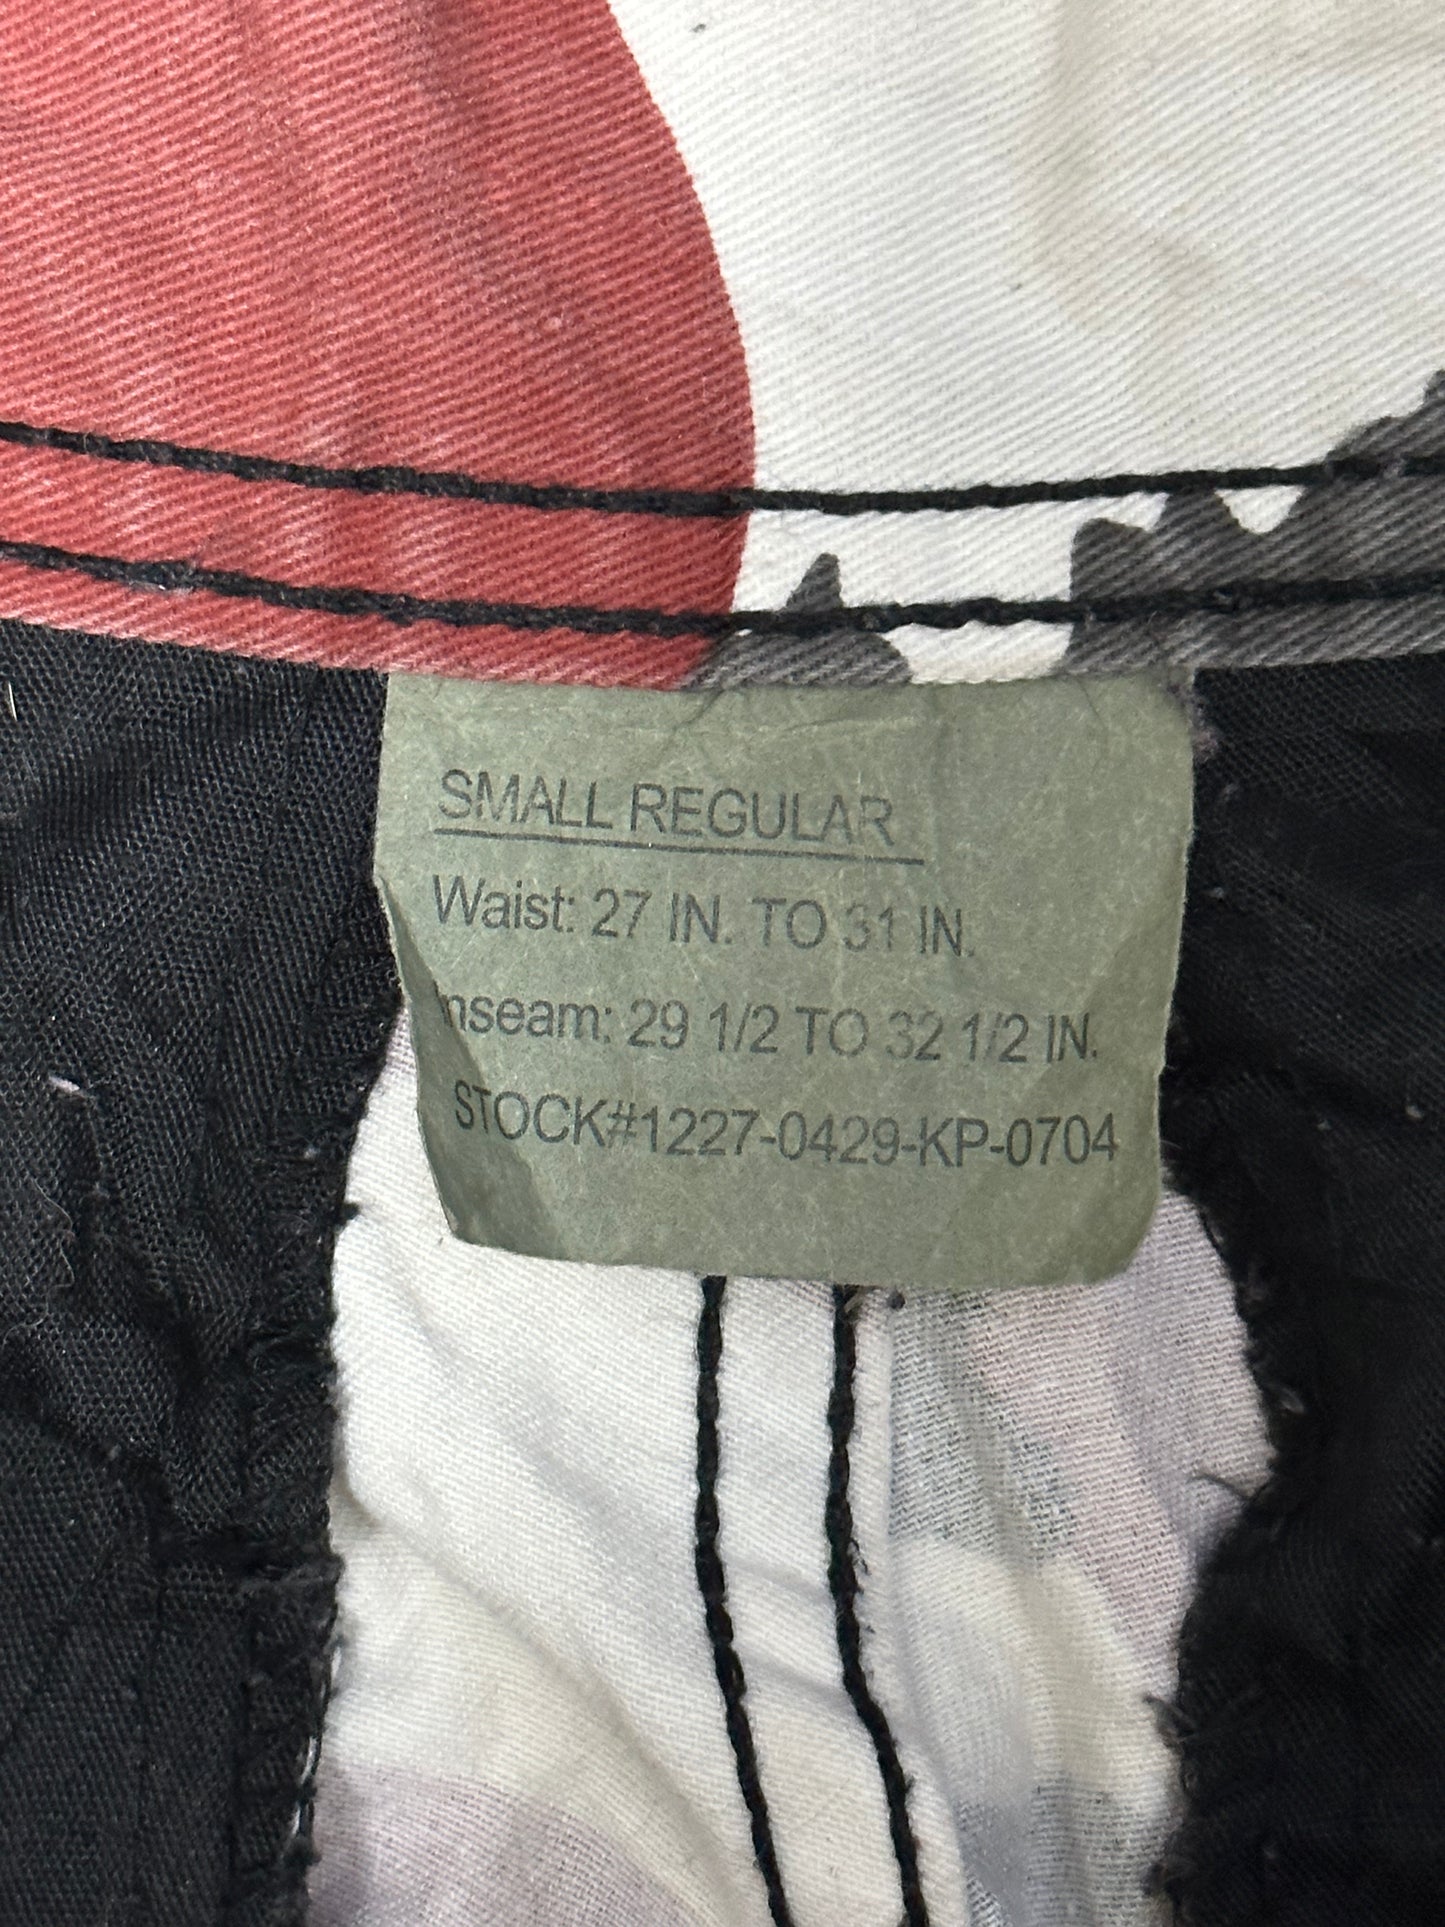 SMALL REGULAR
Waist: 27 IN. TO 31 IN.
Inseam: 29 1/2 TO 32 1/2 IN.
STOCK#1227-0429-KP-0704